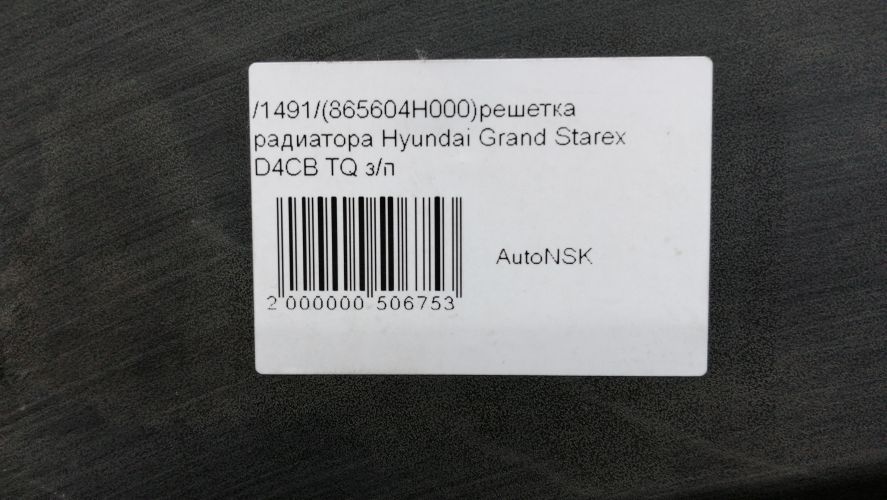 /1491/(865604H000)решетка
радиатора Hyundai Grand Starex
D4CB TQ з/п
AutoNSK
2 000000 506753